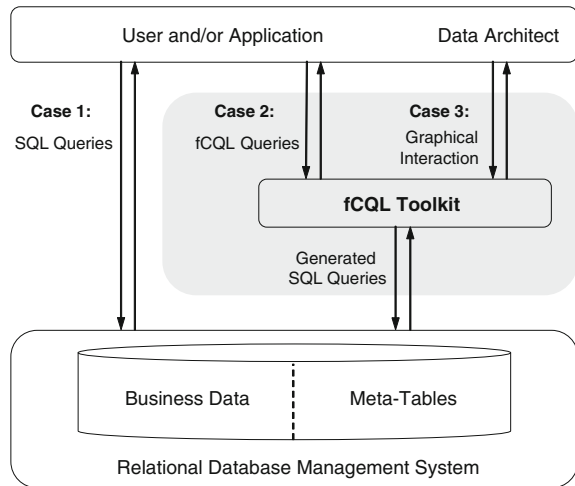 User and/or Application
Data Architect
Case 1:
SQL Queries
Case 2:
fCQL Queries
Case 3:
Graphical
Interaction
fCQL Toolkit
Generated
SQL Queries
Business Data
Meta-Tables
Relational Database Management System